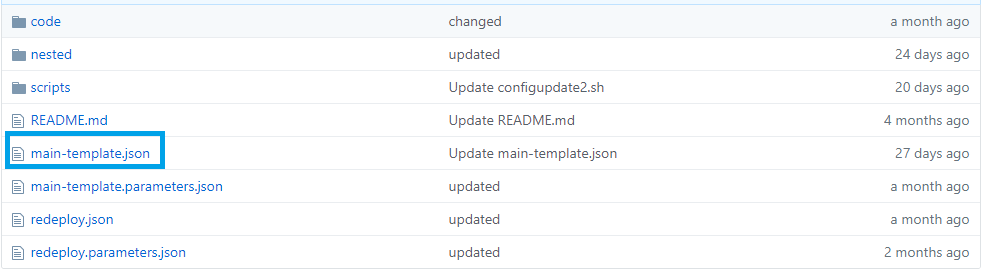 code changed a month ago
nested updated 24 days ago
scripts Update configupdate2.sh 20 days ago
README.md Update README.md 4 months ago
main-template.json Update main-template.json 27 days ago
main-template.parameters.json updated a month ago
redeploy.json updated a month ago
redeploy.parameters.json updated 2 months ago